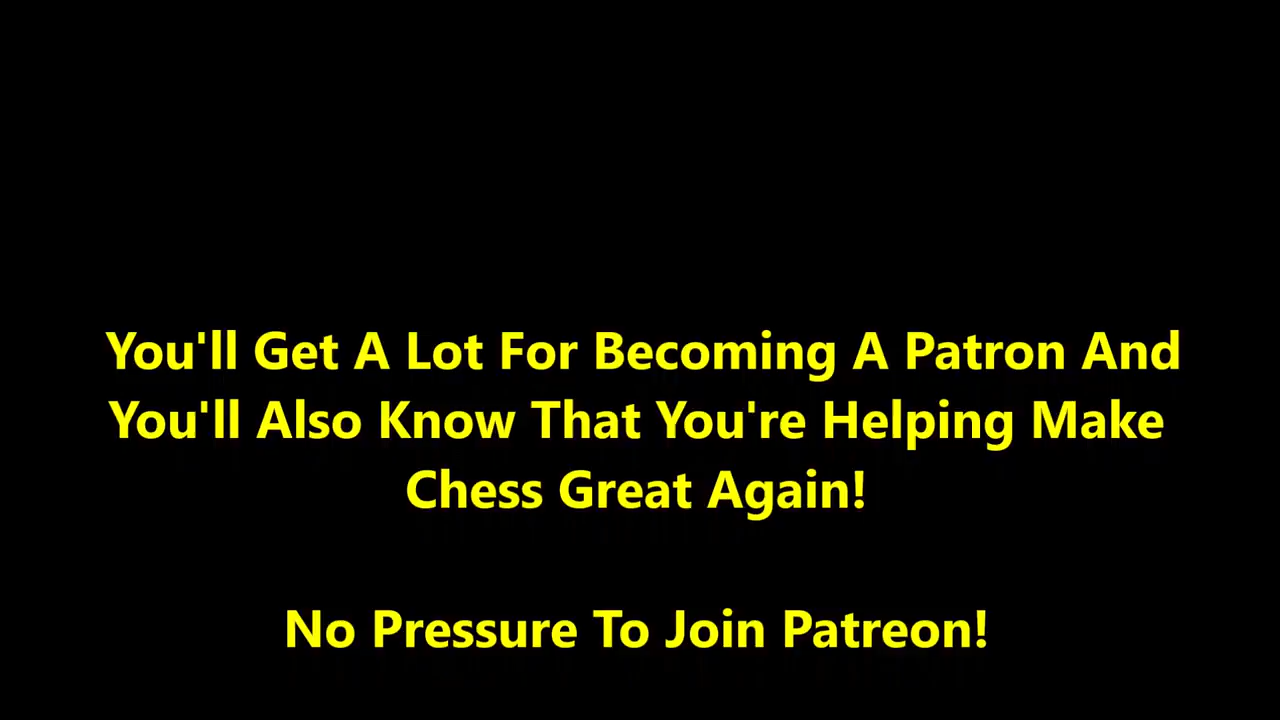 You'll Get A Lot For Becoming A Patron And
You'll Also Know That You're Helping Make
Chess Great Again!
No Pressure To Join Patreon!